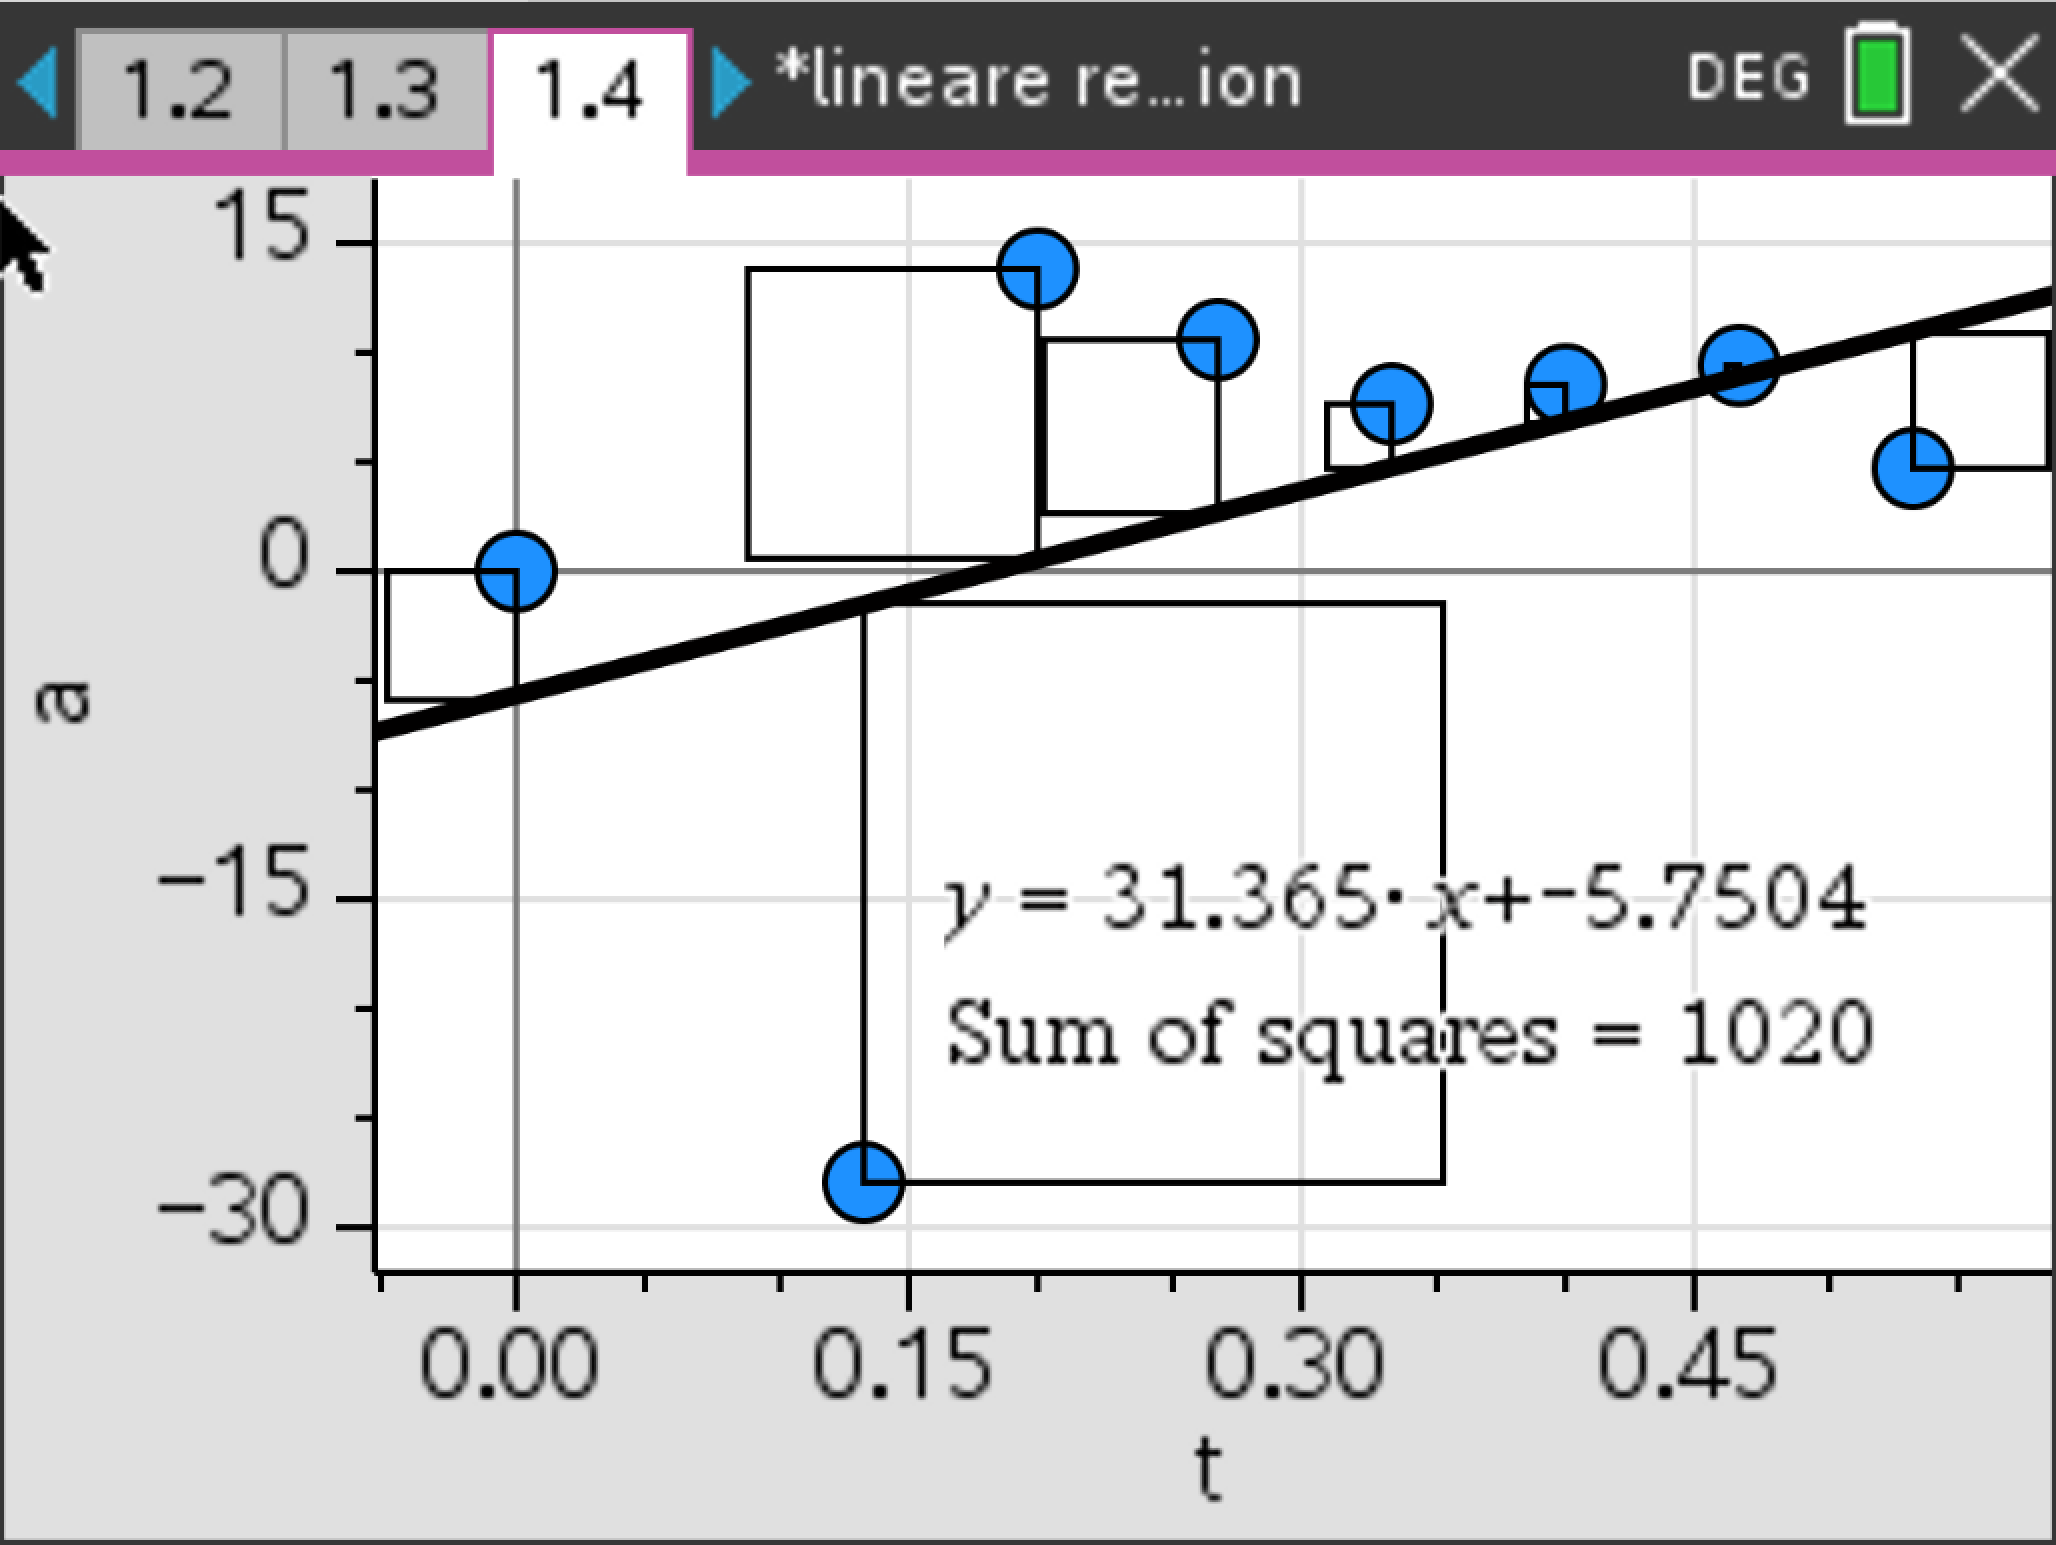 1.2 1.3 1.4 *lineare re...ion DEG
15
0
−15
−30
a
y = 31.365· x+−5.7504
Sum of squares = 1020
0.00 0.15 0.30 0.45
t